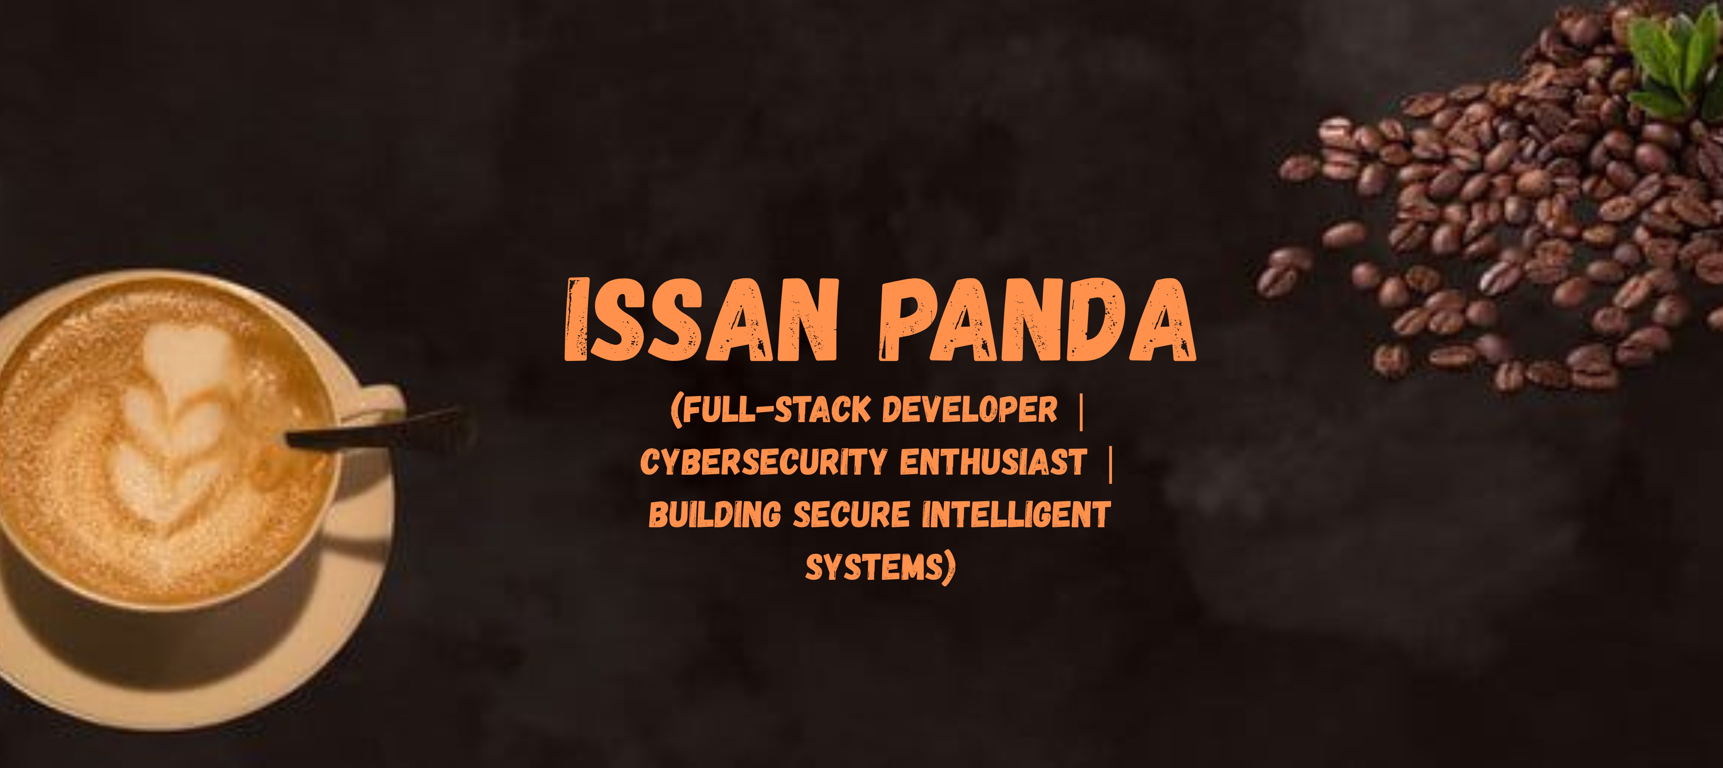 ISSAN PANDA
(FULL-STACK DEVELOPER |
CYBERSECURITY ENTHUSIAST |
BUILDING SECURE INTELLIGENT
SYSTEMS)